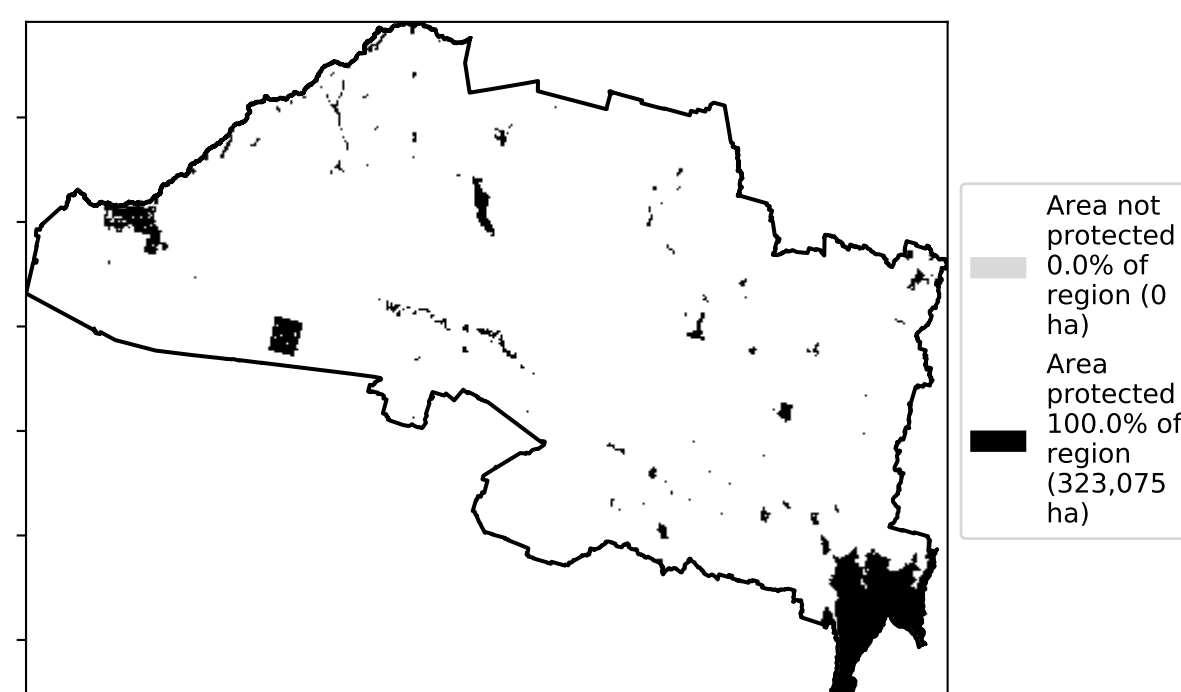 Area not
protected
0.0% of
region (0
ha)
Area
protected
100.0% of
region
(323,075
ha)